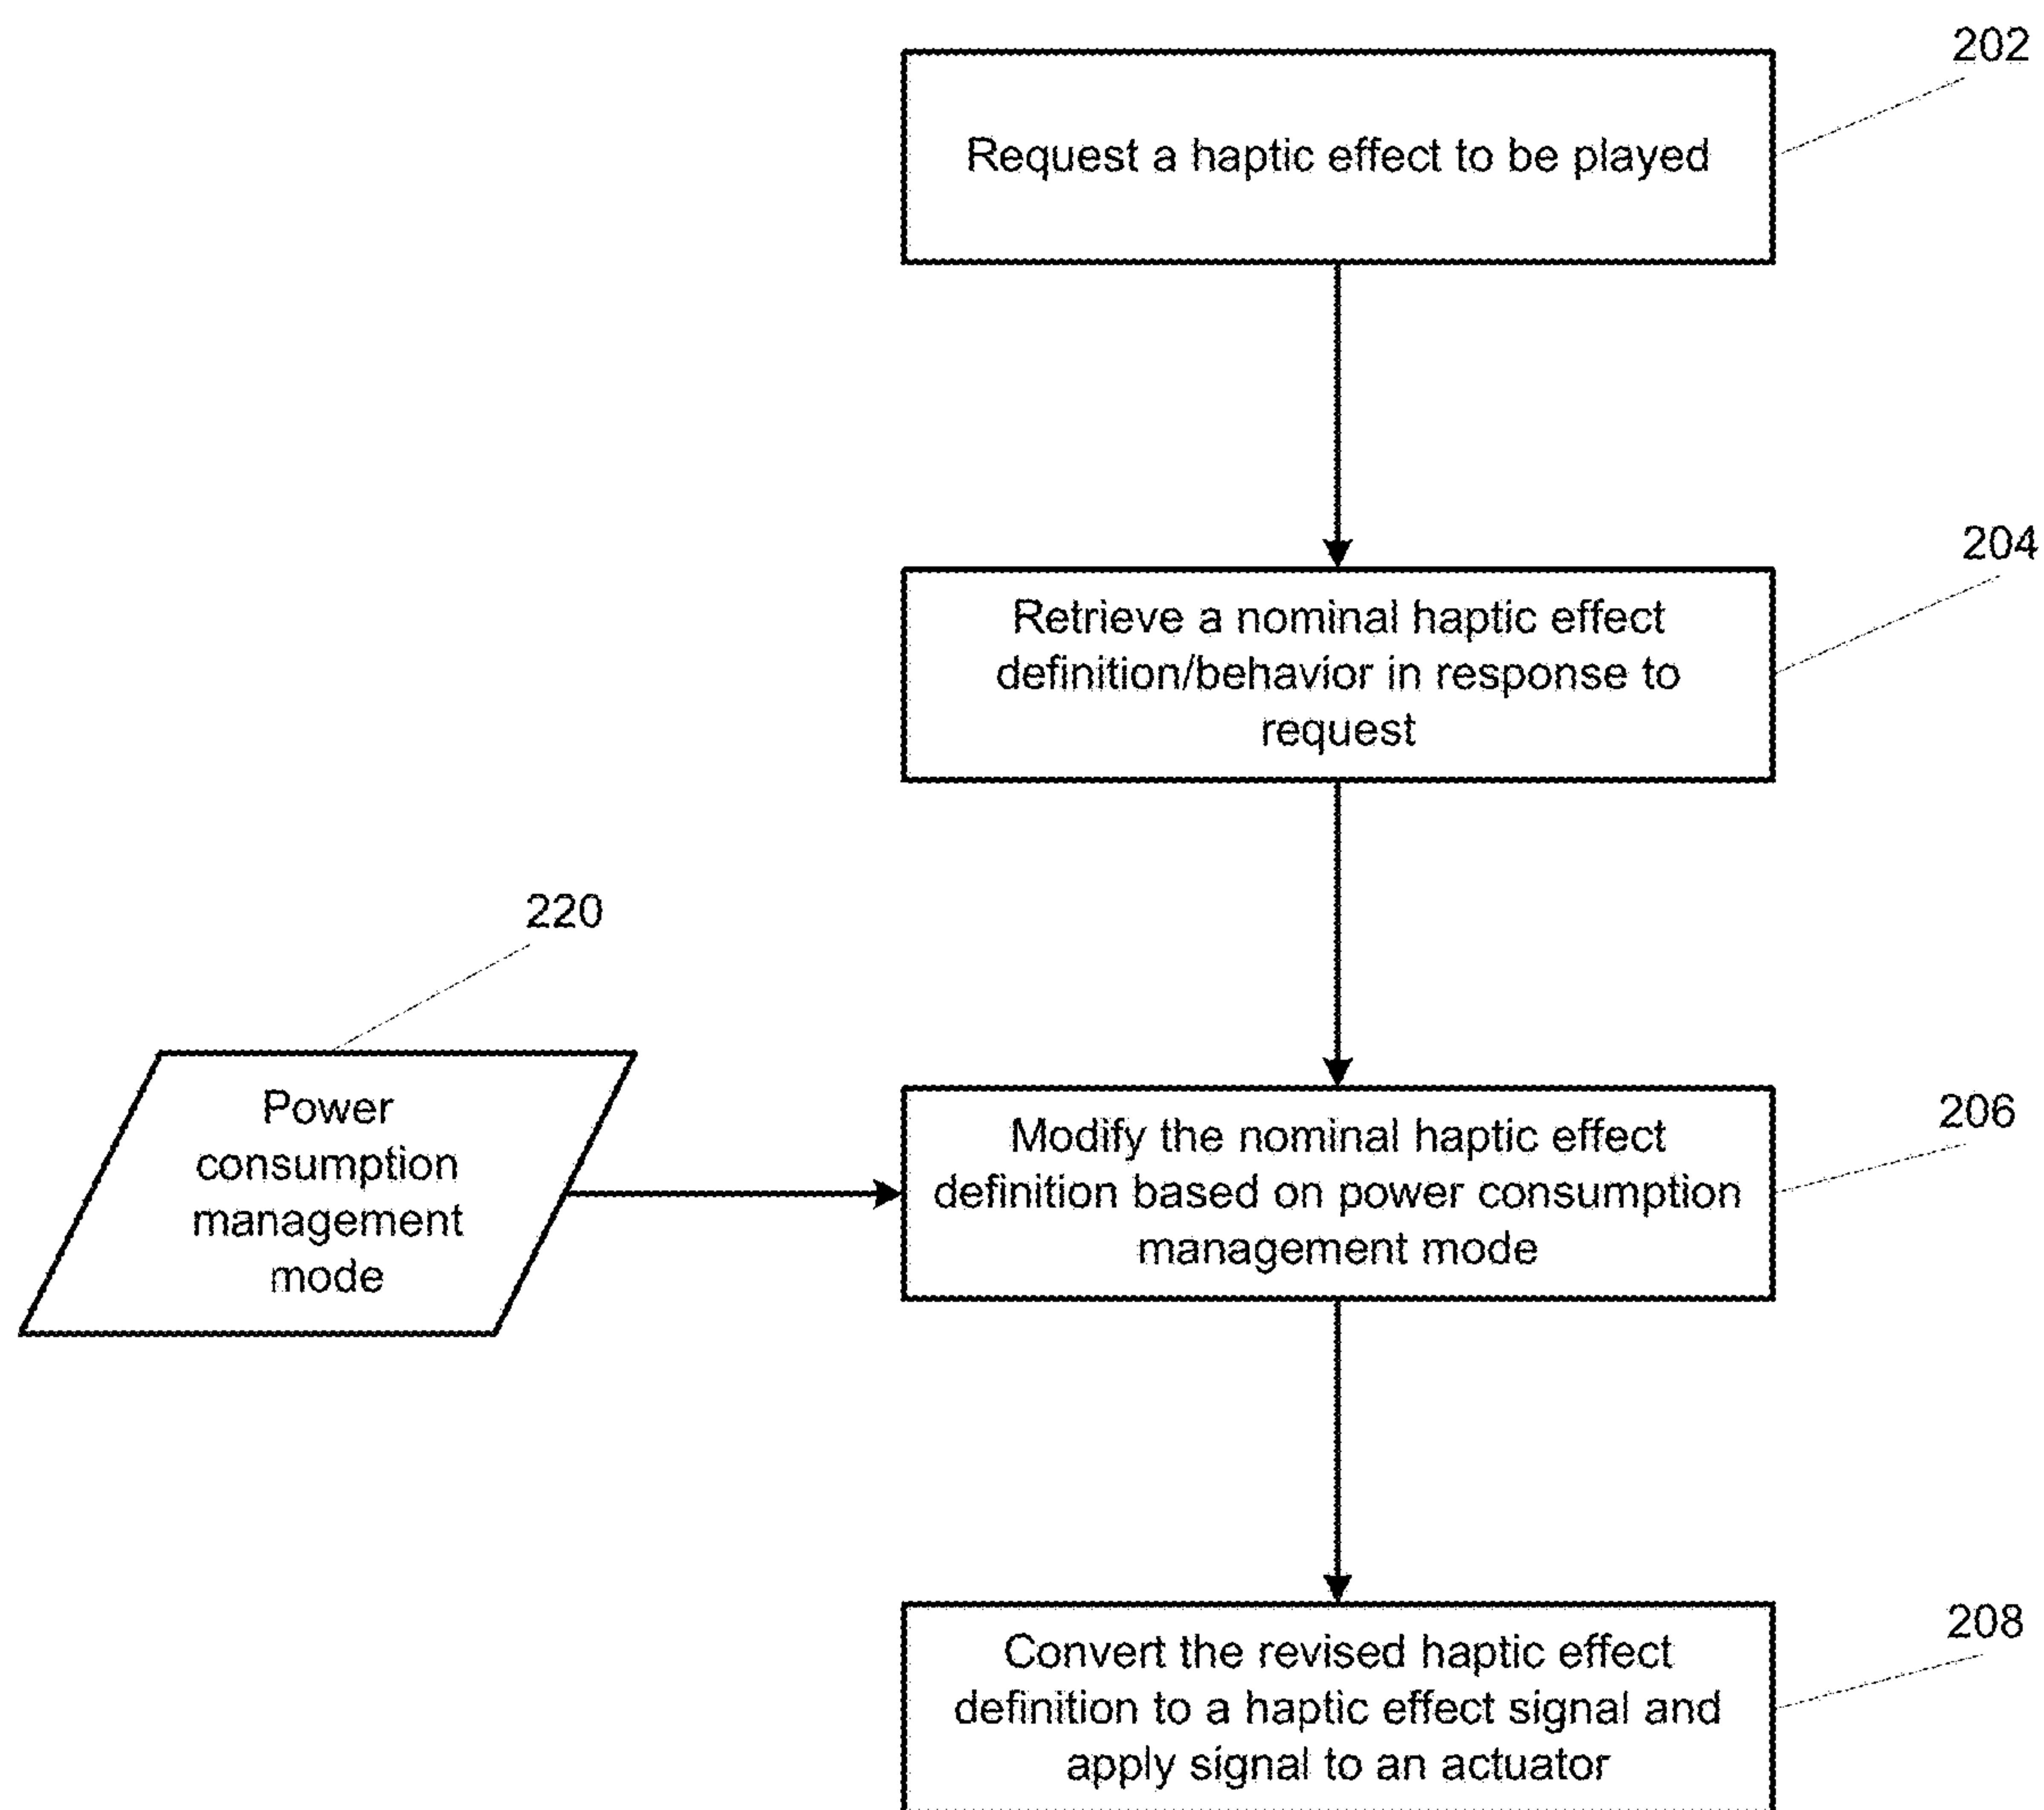 202
Request a haptic effect to be played
204
Retrieve a nominal haptic effect
definition/behavior in response to
request
220
Power
consumption
management
mode
206
Modify the nominal haptic effect
definition based on power consumption
management mode
208
Convert the revised haptic effect
definition to a haptic effect signal and
apply signal to an actuator